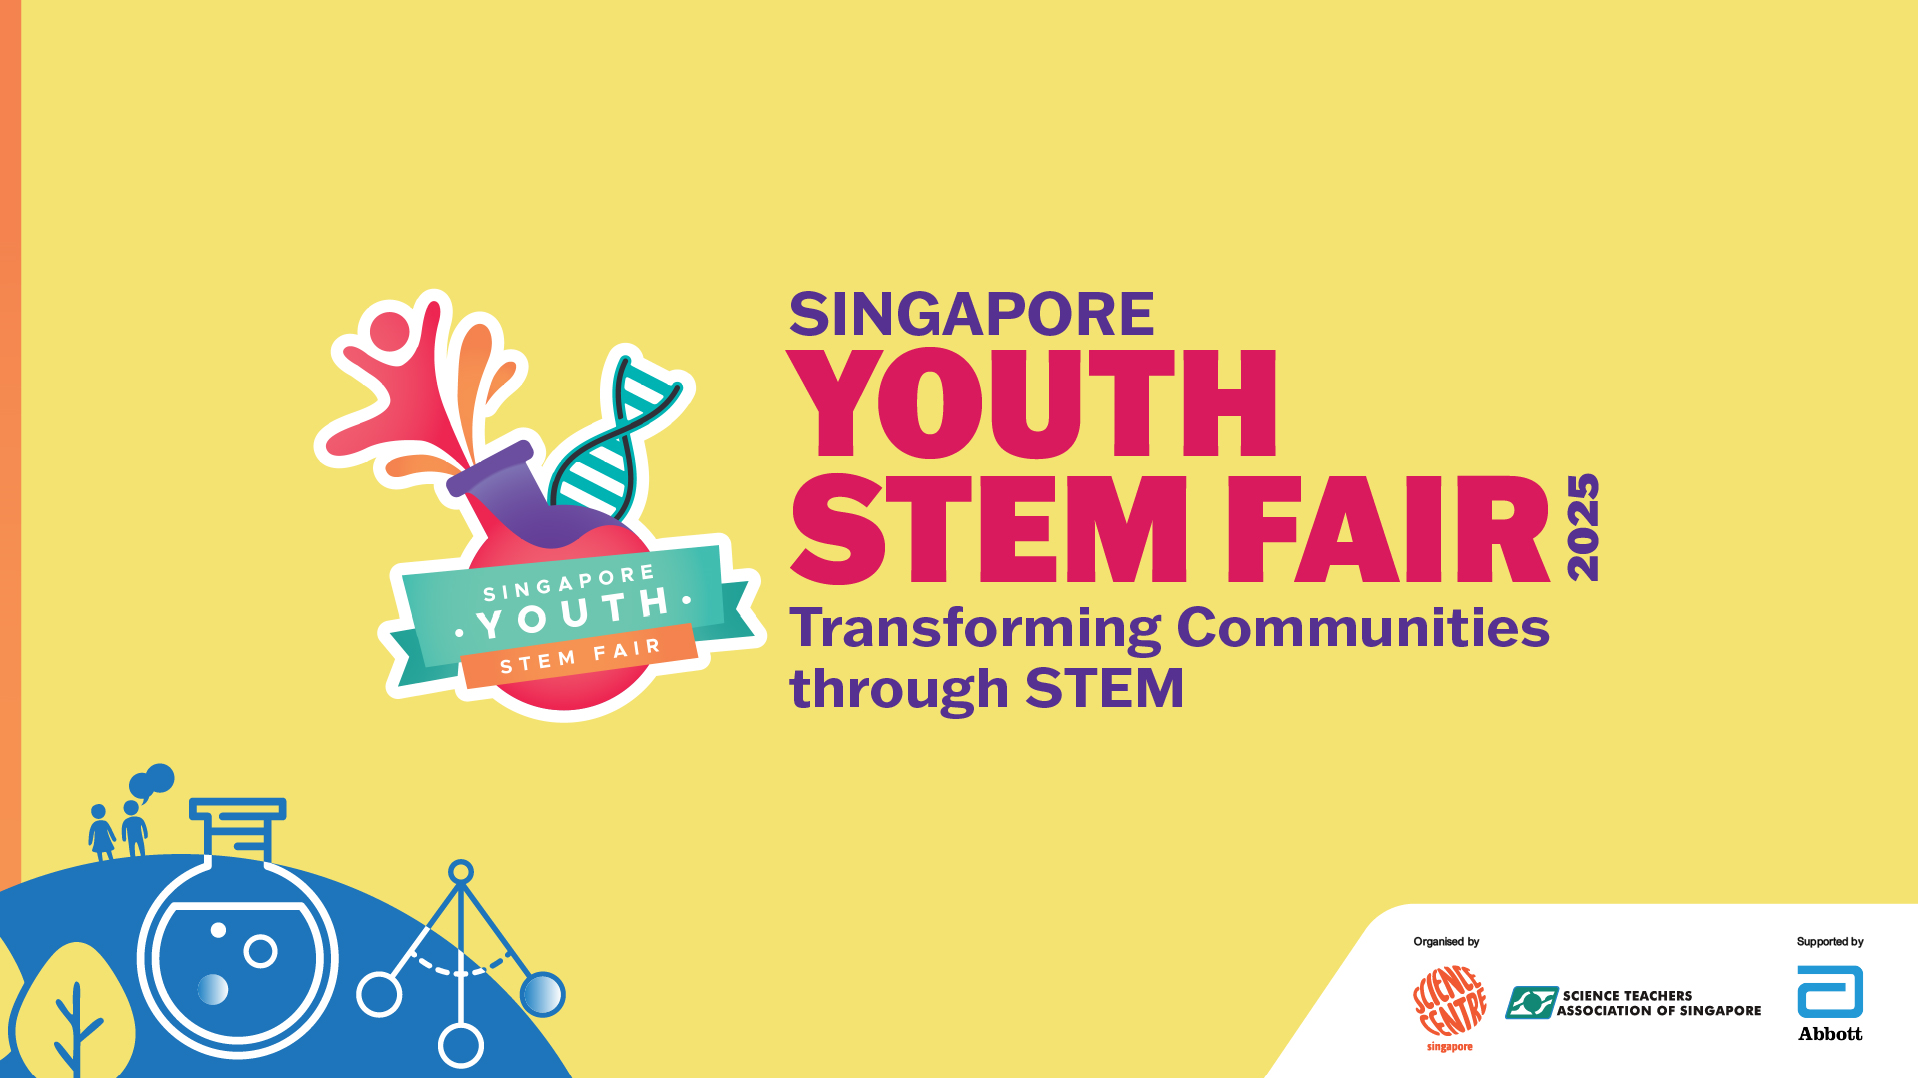 SINGAPORE
YOUTH
STEM FAIR
2025
Transforming Communities
through STEM
SINGAPORE
• YOUTH •
STEM FAIR
Organised by
SCIENCE
CENTRE
singapore
SCIENCE TEACHERS
ASSOCIATION OF SINGAPORE
Supported by
Abbott